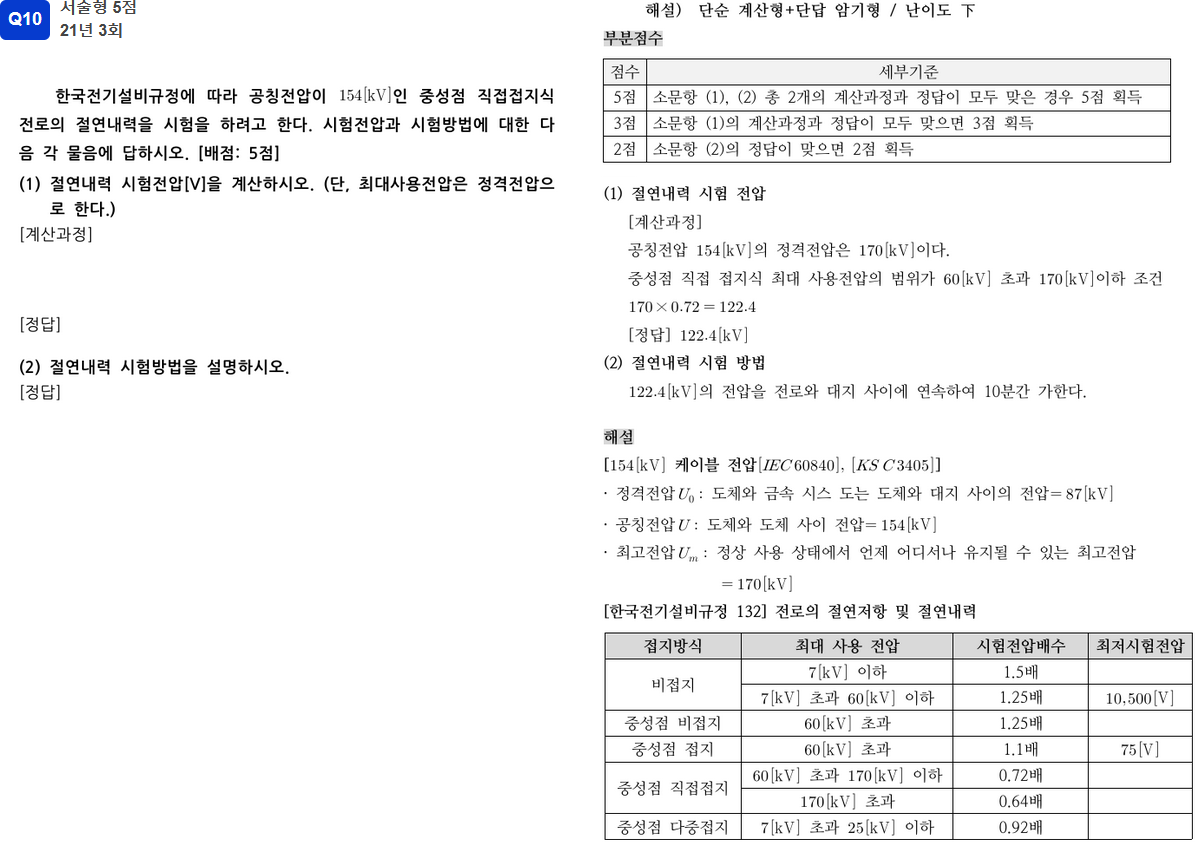 Q10
서술형 5점
21년 3회
한국전기설비규정에 따라 공칭전압이 154[kV]인 중성점 직접접지식
전로의 절연내력을 시험을 하려고 한다. 시험전압과 시험방법에 대한 다
음 각 물음에 답하시오. [배점: 5점]
(1) 절연내력 시험전압[V]을 계산하시오. (단, 최대사용전압은 정격전압으
로 한다.)
[계산과정]
[정답]
(2) 절연내력 시험방법을 설명하시오.
[정답]
해설) 단순 계산형+단답 암기형 / 난이도 下
부분점수
점수 세부기준
5점 소문항 (1), (2) 총 2개의 계산과정과 정답이 모두 맞은 경우 5점 획득
3점 소문항 (1)의 계산과정과 정답이 모두 맞으면 3점 획득
2점 소문항 (2)의 정답이 맞으면 2점 획득
(1) 절연내력 시험 전압
[계산과정]
공칭전압 154[kV]의 정격전압은 170[kV]이다.
중성점 직접 접지식 최대 사용전압의 범위가 60[kV] 초과 170[kV]이하 조건
170×0.72=122.4
[정답] 122.4[kV]
(2) 절연내력 시험 방법
122.4[kV]의 전압을 전로와 대지 사이에 연속하여 10분간 가한다.
해설
[154[kV] 케이블 전압[IEC60840], [KS C3405]]
· 정격전압 U₀ : 도체와 금속 시스 도는 도체와 대지 사이의 전압=87[kV]
· 공칭전압 U : 도체와 도체 사이 전압=154[kV]
· 최고전압 Uₘ : 정상 사용 상태에서 언제 어디서나 유지될 수 있는 최고전압
=170[kV]
[한국전기설비규정 132] 전로의 절연저항 및 절연내력
접지방식 최대 사용 전압 시험전압배수 최저시험전압
비접지 7[kV] 이하 1.5배
7[kV] 초과 60[kV] 이하 1.25배 10,500[V]
중성점 비접지 60[kV] 초과 1.25배
중성점 접지 60[kV] 초과 1.1배 75[V]
중성점 직접접지 60[kV] 초과 170[kV] 이하 0.72배
170[kV] 초과 0.64배
중성점 다중접지 7[kV] 초과 25[kV] 이하 0.92배